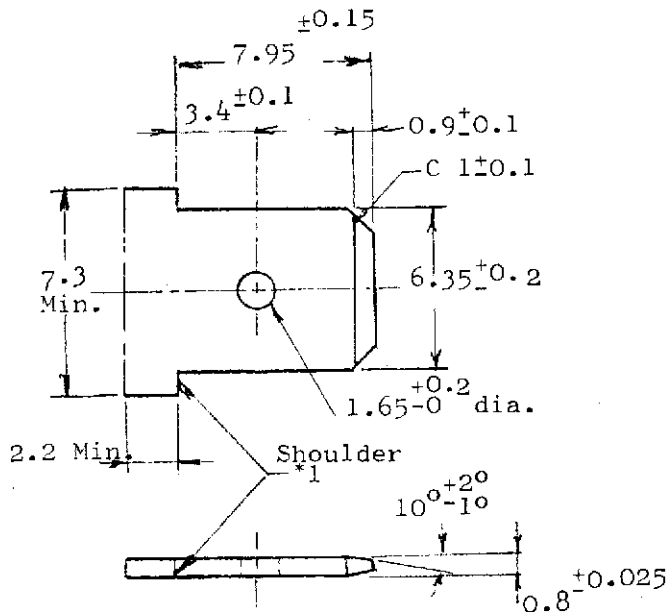 ±0.15
7.95
3.4±0.1
0.9±0.1
C 1±0.1
7.3
Min.
6.35±0.2
1.65+0.2-0 dia.
2.2 Min.
Shoulder
*1
10°+2°-1°
0.8±0.025